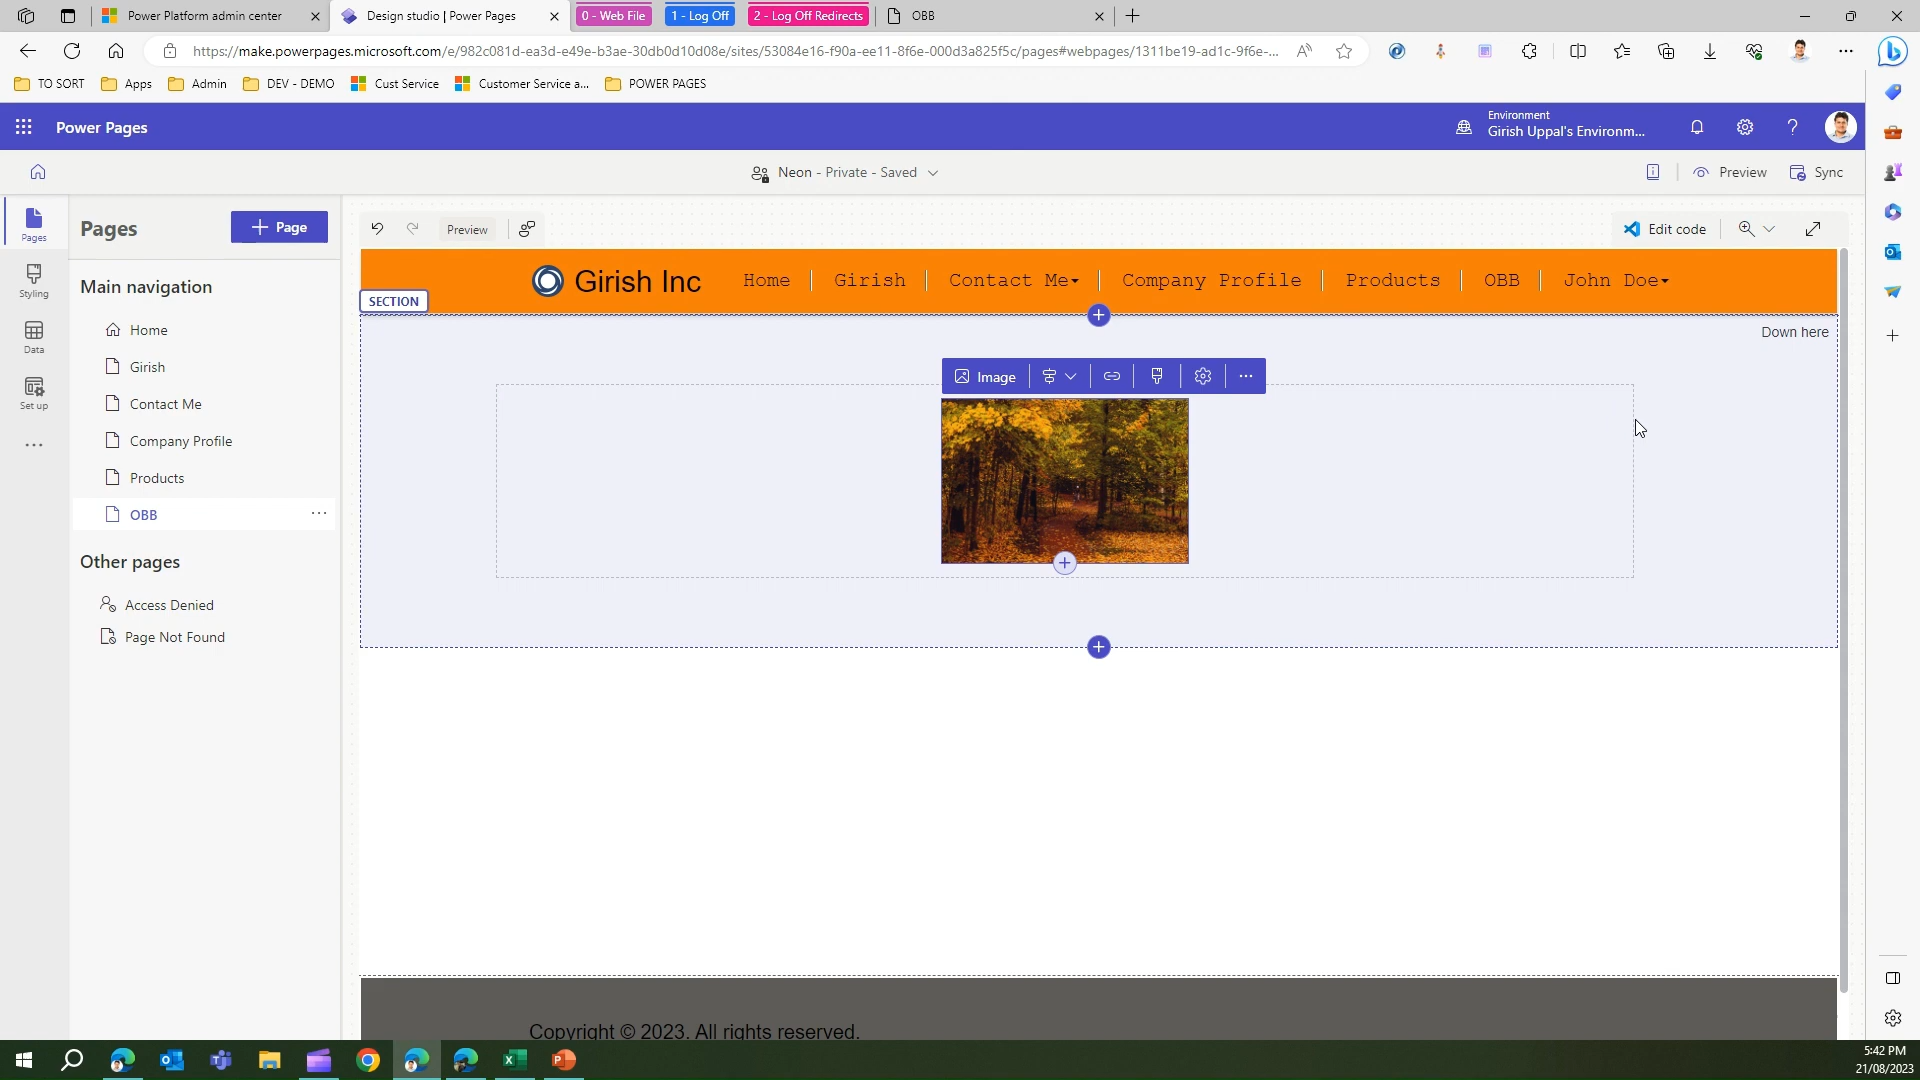 Power Platform admin center
Design studio | Power Pages
0 - Web File
1 - Log Off
2 - Log Off Redirects
OBB
https://make.powerpages.microsoft.com/e/982c081d-ea3d-e49e-b3ae-30db0d10d08e/sites/53084e16-f90a-ee11-8f6e-000d3a825f5c/pages#webpages/1311be19-ad1c-9f6e-...
TO SORT
Apps
Admin
DEV - DEMO
Cust Service
Customer Service a...
POWER PAGES
Power Pages
Environment
Girish Uppal's Environm...
Neon - Private - Saved
Preview
Sync
Pages
Styling
Data
Set up
Pages
Page
Main navigation
Home
Girish
Contact Me
Company Profile
Products
OBB
Other pages
Access Denied
Page Not Found
Preview
Edit code
Girish Inc
Home
Girish
Contact Me
Company Profile
Products
OBB
John Doe
SECTION
Down here
Image
Copyright © 2023. All rights reserved.
5:42 PM
21/08/2023